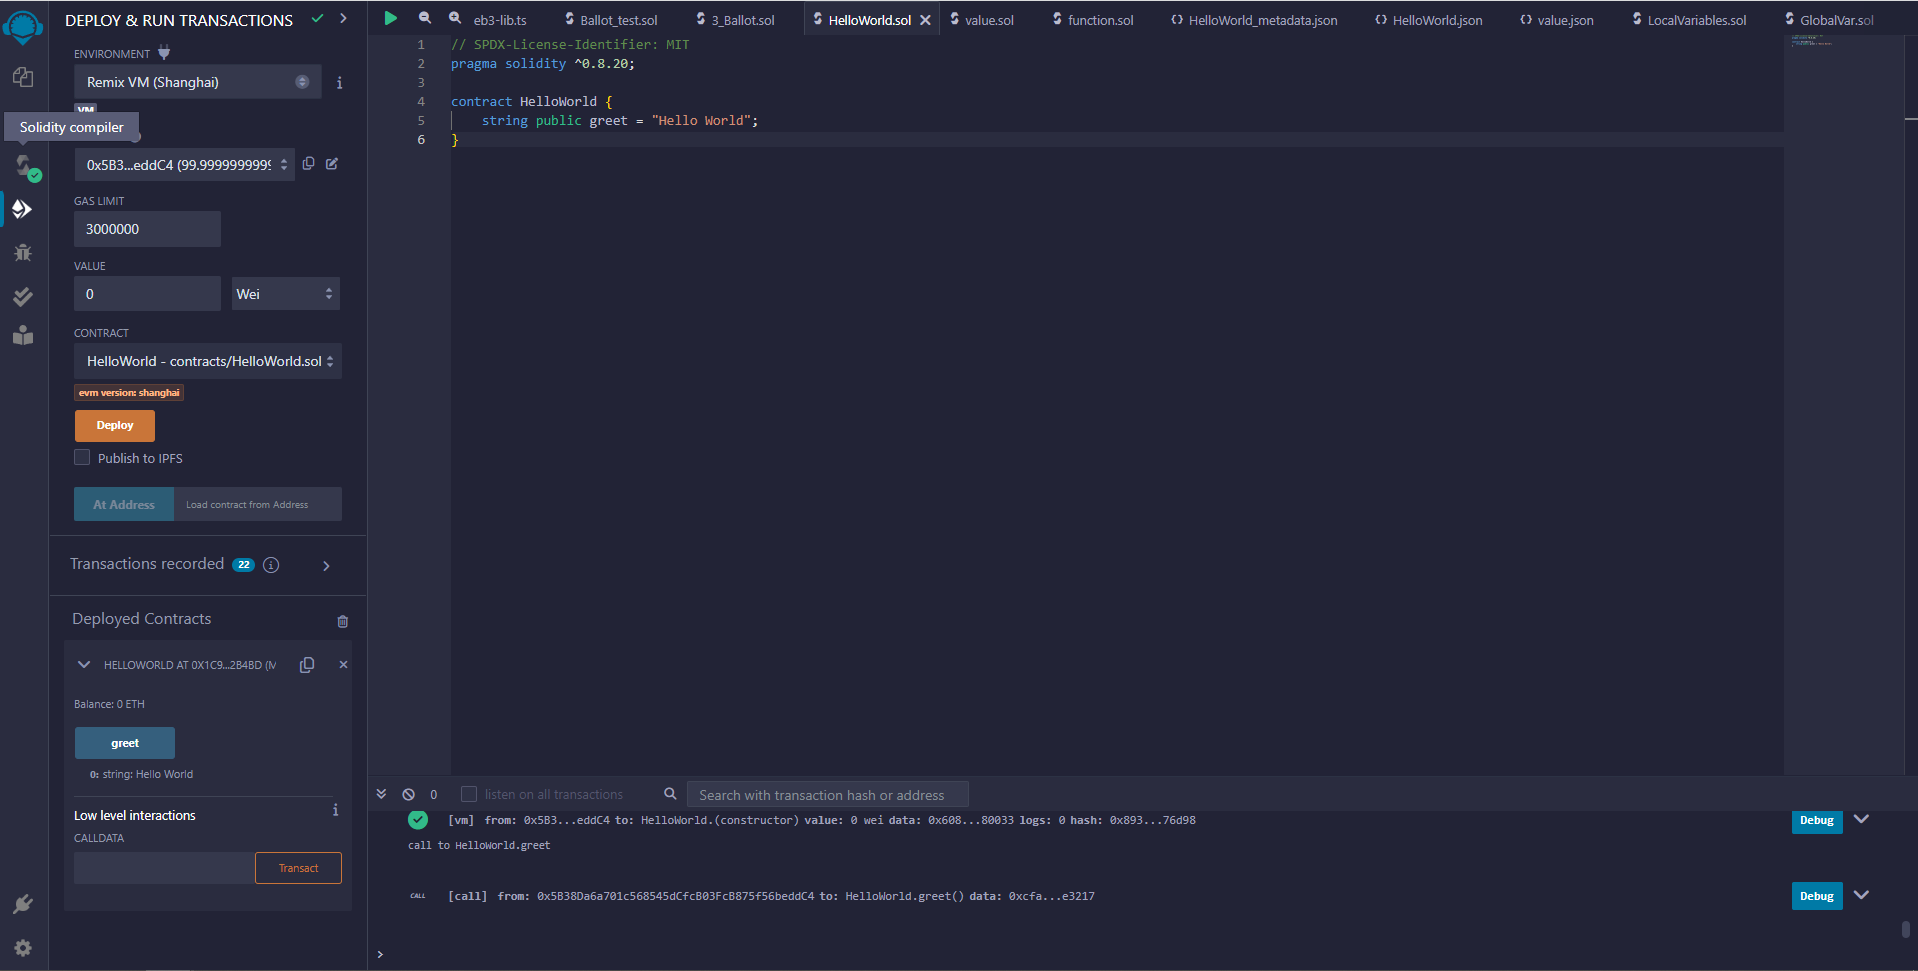 DEPLOY & RUN TRANSACTIONS
ENVIRONMENT
Remix VM (Shanghai)
VM
Solidity compiler
0x5B3...eddC4 (99.9999999999
GAS LIMIT
3000000
VALUE
0
Wei
CONTRACT
HelloWorld - contracts/HelloWorld.sol
evm version: shanghai
Deploy
Publish to IPFS
At Address
Load contract from Address
Transactions recorded 22
Deployed Contracts
HELLOWORLD AT 0X1C9...2B4BD (M
Balance: 0 ETH
greet
0: string: Hello World
Low level interactions
CALLDATA
Transact
eb3-lib.ts
Ballot_test.sol
3_Ballot.sol
HelloWorld.sol
value.sol
function.sol
HelloWorld_metadata.json
HelloWorld.json
value.json
LocalVariables.sol
GlobalVar.sol
1 // SPDX-License-Identifier: MIT
2 pragma solidity ^0.8.20;
3
4 contract HelloWorld {
5 string public greet = "Hello World";
6 }
0 listen on all transactions Search with transaction hash or address
[vm] from: 0x5B3...eddC4 to: HelloWorld.(constructor) value: 0 wei data: 0x608...80033 logs: 0 hash: 0x893...76d98
Debug
call to HelloWorld.greet
CALL [call] from: 0x5B38Da6a701c568545dCfcB03FcB875f56beddC4 to: HelloWorld.greet() data: 0xcfa...e3217
Debug
>